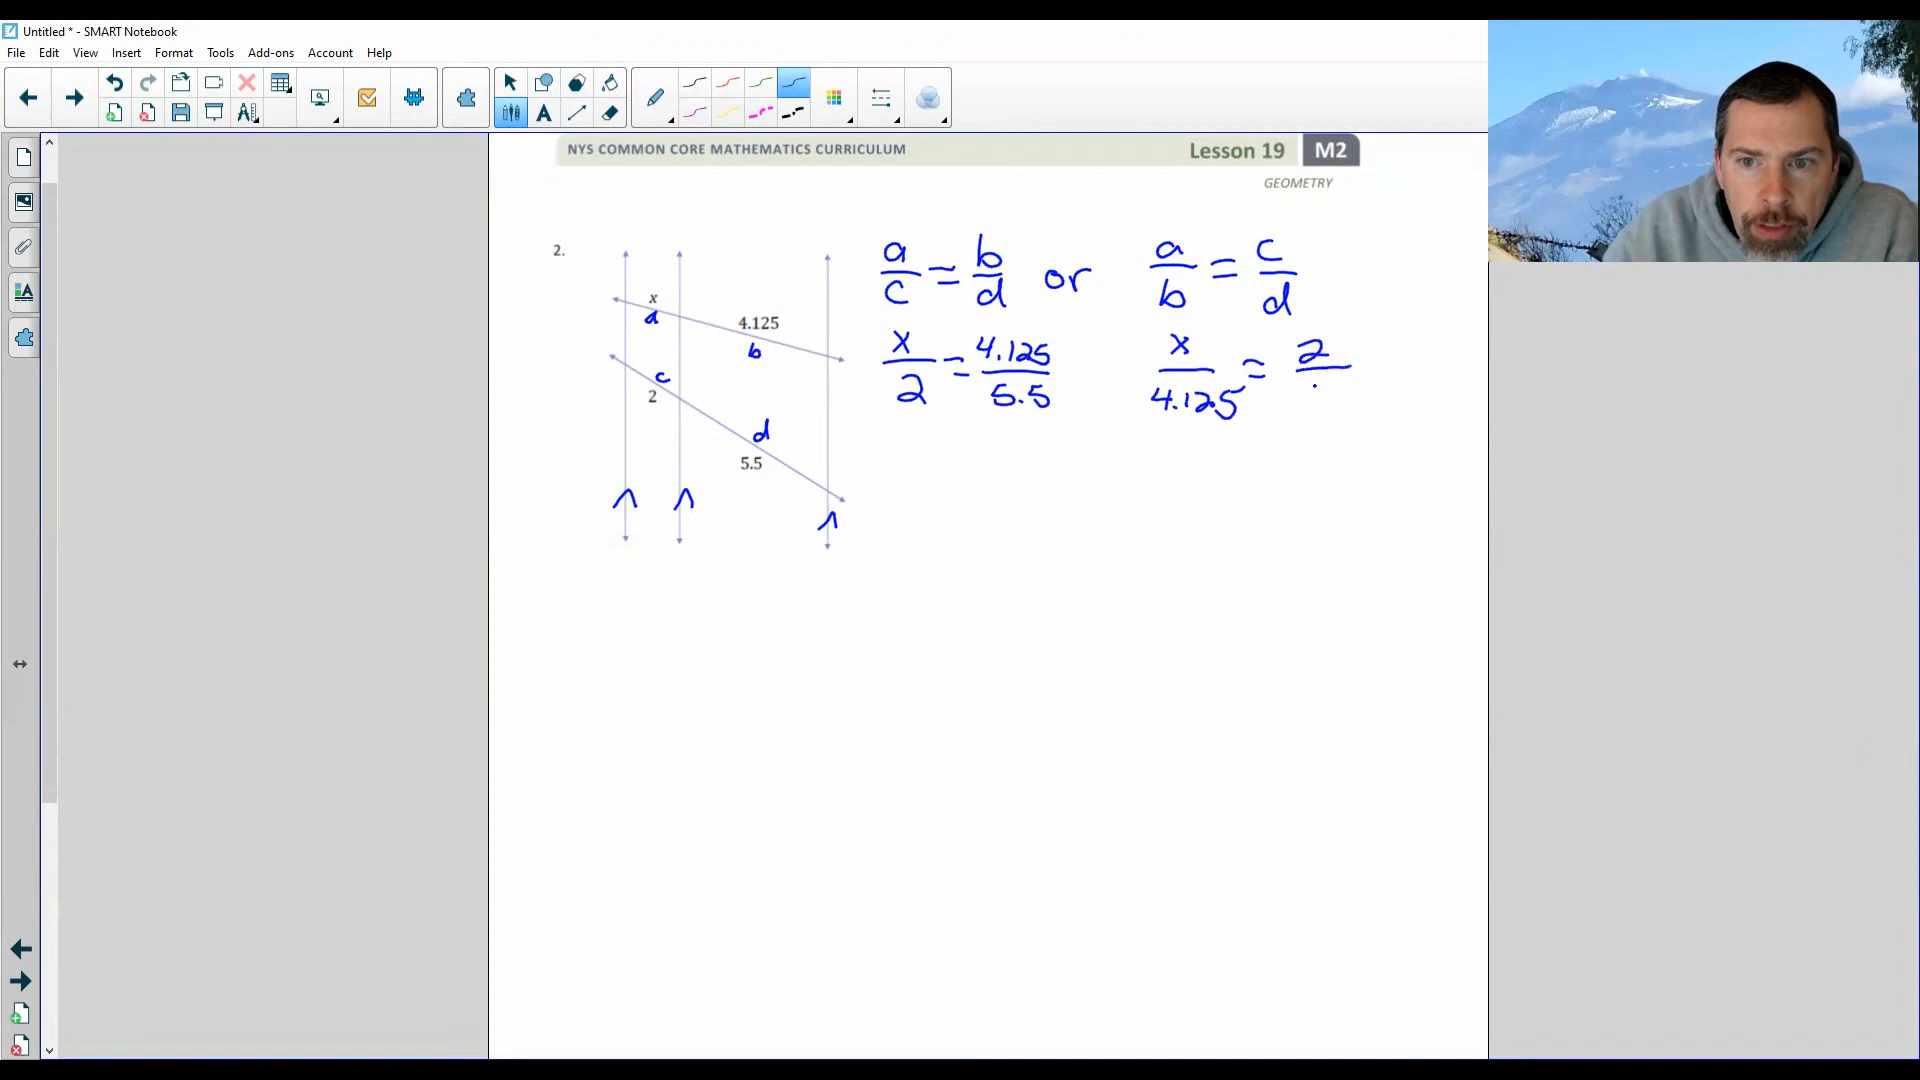 Untitled * - SMART Notebook
File Edit View Insert Format Tools Add-ons Account Help
NYS COMMON CORE MATHEMATICS CURRICULUM Lesson 19 M2
GEOMETRY
2.
x
a
4.125
b
c
2
d
5.5
a/c = b/d or a/b = c/d
x/2 = 4.125/5.5 x/4.125 = 2/